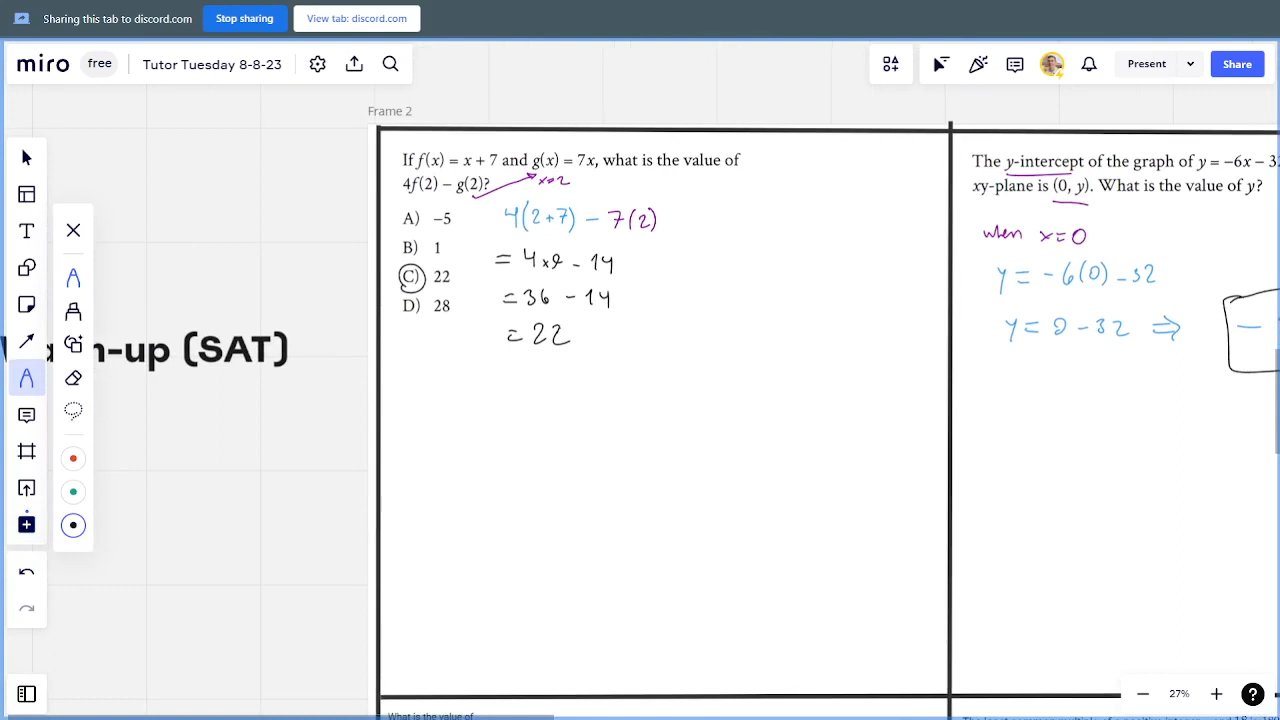 Sharing this tab to discord.com
Stop sharing
View tab: discord.com
miro
free
Tutor Tuesday 8-8-23
Present
Share
Frame 2
If f(x) = x + 7 and g(x) = 7x, what is the value of
4f(2) − g(2)?
x=2
A) −5
B) 1
C) 22
D) 28
4(2+7) − 7(2)
= 4x9 - 14
= 36 - 14
= 22
The y-intercept of the graph of y = −6x − 32
xy-plane is (0, y). What is the value of y?
when x=0
y = -6(0) -32
y = 0 - 32 ⇒
−
-up (SAT)
27%
What is the value of